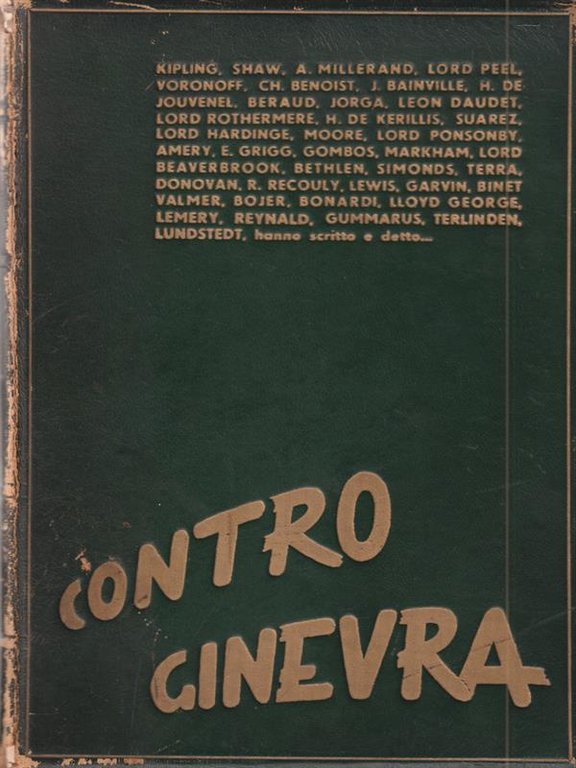 KIPLING, SHAW, A. MILLERAND, LORD PEEL,
VORONOFF, CH. BENOIST, J. BAINVILLE, H. DE
JOUVENEL, BERAUD, JORGA, LEON DAUDET,
LORD ROTHERMERE, H. DE KERILLIS, SUAREZ,
LORD HARDINGE, MOORE, LORD PONSONBY,
AMERY, E. GRIGG, GOMBOS, MARKHAM, LORD
BEAVERBROOK, BETHLEN, SIMONDS, TERRA,
DONOVAN, R. RECOULY, LEWIS, GARVIN, BINET
VALMER, BOJER, BONARDI, LLOYD GEORGE,
LEMERY, REYNALD, GUMMARUS, TERLINDEN,
LUNDSTEDT, hanno scritto e detto...
CONTRO
GINEVRA